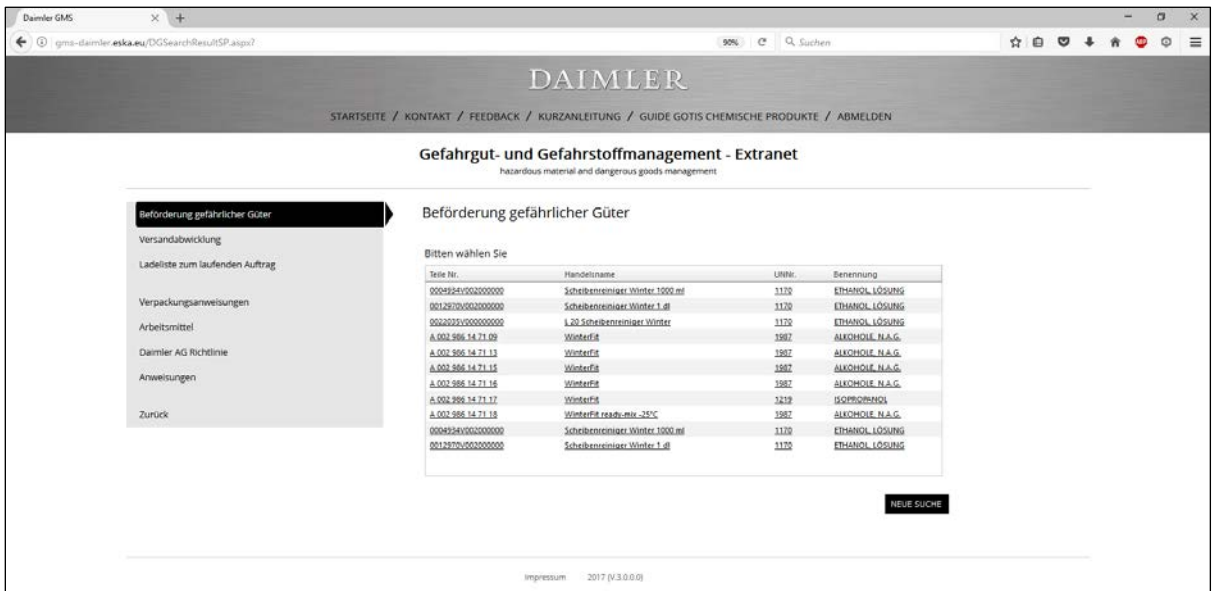 Daimler GMS
gms-daimler.eska.eu/DGSearchResultSP.aspx?
90%
Suchen
DAIMLER
STARTSEITE / KONTAKT / FEEDBACK / KURZANLEITUNG / GUIDE GOTIS CHEMISCHE PRODUKTE / ABMELDEN
Gefahrgut- und Gefahrstoffmanagement - Extranet
hazardous material and dangerous goods management
Beförderung gefährlicher Güter
Versandabwicklung
Ladeliste zum laufenden Auftrag
Verpackungsanweisungen
Arbeitsmittel
Daimler AG Richtlinie
Anweisungen
Zurück
Beförderung gefährlicher Güter
Bitten wählen Sie
Teile Nr. Handelsname UNNr. Benennung
0004934V002000000 Scheibenreiniger Winter 1000 ml 1170 ETHANOL, LÖSUNG
0012970V002000000 Scheibenreiniger Winter 1 dl 1170 ETHANOL, LÖSUNG
0022035V000000000 L 20 Scheibenreiniger Winter 1170 ETHANOL, LÖSUNG
A 002 986 14 71 09 WinterFit 1987 ALKOHOLE, N.A.G.
A 002 986 14 71 13 WinterFit 1987 ALKOHOLE, N.A.G.
A 002 986 14 71 15 WinterFit 1987 ALKOHOLE, N.A.G.
A 002 986 14 71 16 WinterFit 1987 ALKOHOLE, N.A.G.
A 002 986 14 71 17 WinterFit 1219 ISOPROPANOL
A 002 986 14 71 18 WinterFit ready-mix -25°C 1987 ALKOHOLE, N.A.G.
0004934V002000000 Scheibenreiniger Winter 1000 ml 1170 ETHANOL, LÖSUNG
0012970V002000000 Scheibenreiniger Winter 1 dl 1170 ETHANOL, LÖSUNG
NEUE SUCHE
Impressum 2017 (V.3.0.0.0)